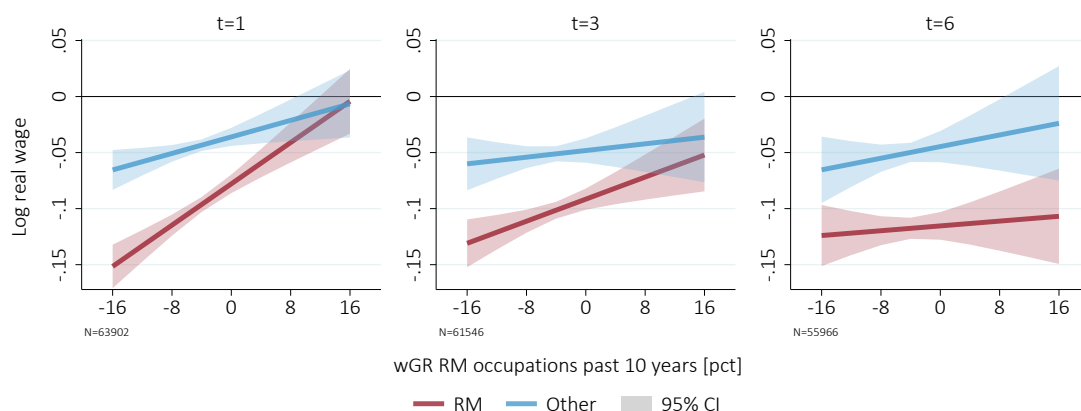 t=1
t=3
t=6
Log real wage
.05
0
-.05
-.1
-.15
-16 -8 0 8 16
N=63902
.05
0
-.05
-.1
-.15
-16 -8 0 8 16
N=61546
.05
0
-.05
-.1
-.15
-16 -8 0 8 16
N=55966
wGR RM occupations past 10 years [pct]
RM Other 95% CI